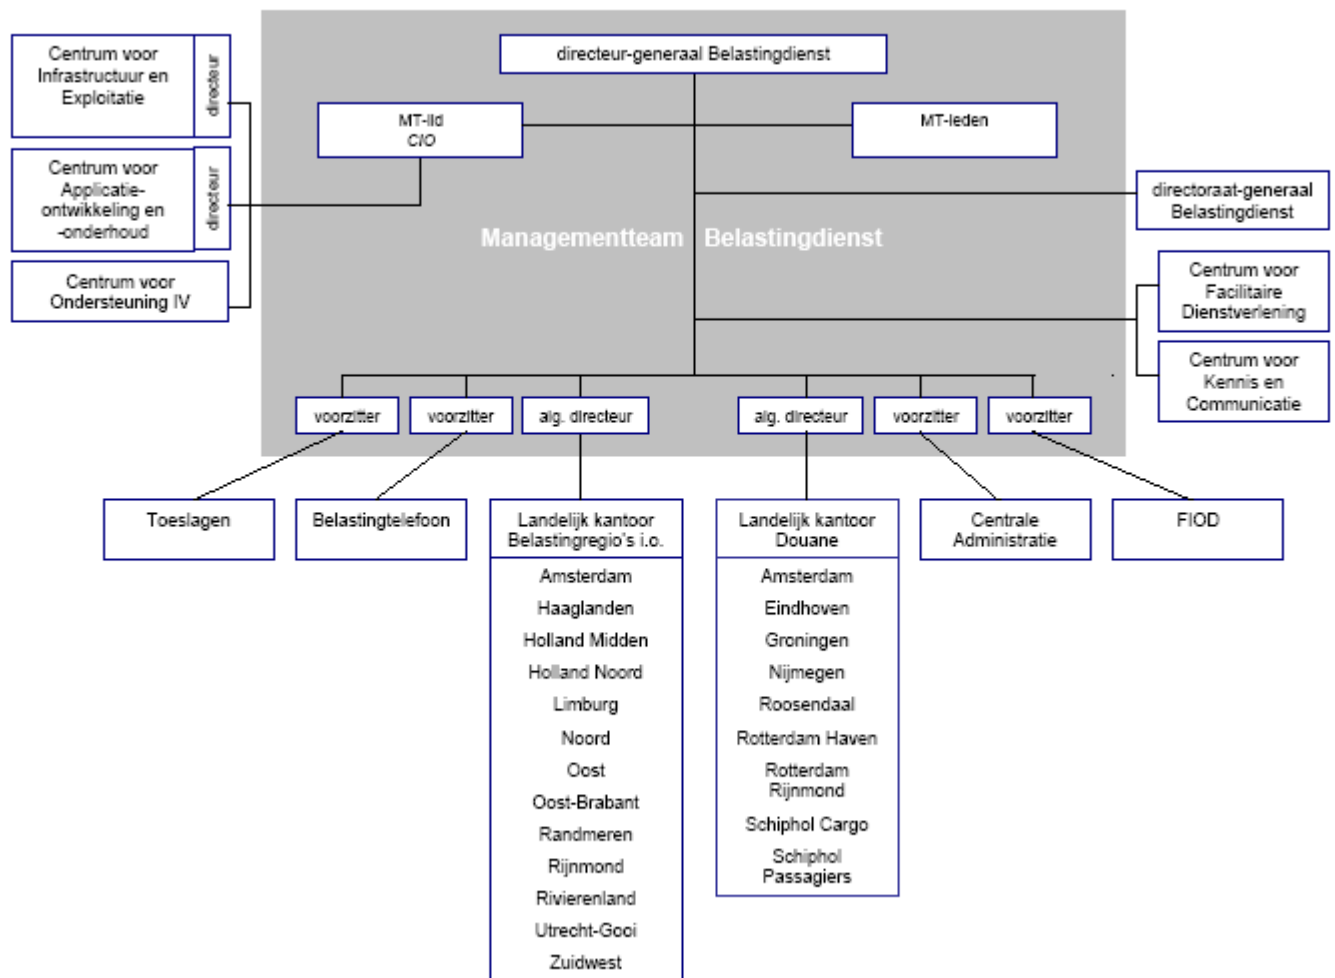 directeur-generaal Belastingdienst
Centrum voor
Infrastructuur en
Exploitatie
directeur
MT-lid
CIO
MT-leden
Centrum voor
Applicatie-
ontwikkeling en
-onderhoud
directeur
directoraat-generaal
Belastingdienst
Managementteam Belastingdienst
Centrum voor
Ondersteuning IV
Centrum voor
Facilitaire
Dienstverlening
Centrum voor
Kennis en
Communicatie
voorzitter
voorzitter
alg. directeur
alg. directeur
voorzitter
voorzitter
Toeslagen
Belastingtelefoon
Landelijk kantoor
Belastingregio's i.o.
Amsterdam
Haaglanden
Holland Midden
Holland Noord
Limburg
Noord
Oost
Oost-Brabant
Randmeren
Rijnmond
Rivierenland
Utrecht-Gooi
Zuidwest
Landelijk kantoor
Douane
Amsterdam
Eindhoven
Groningen
Nijmegen
Roosendaal
Rotterdam Haven
Rotterdam
Rijnmond
Schiphol Cargo
Schiphol
Passagiers
Centrale
Administratie
FIOD